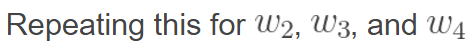 Repeating this for w₂, w₃, and w₄